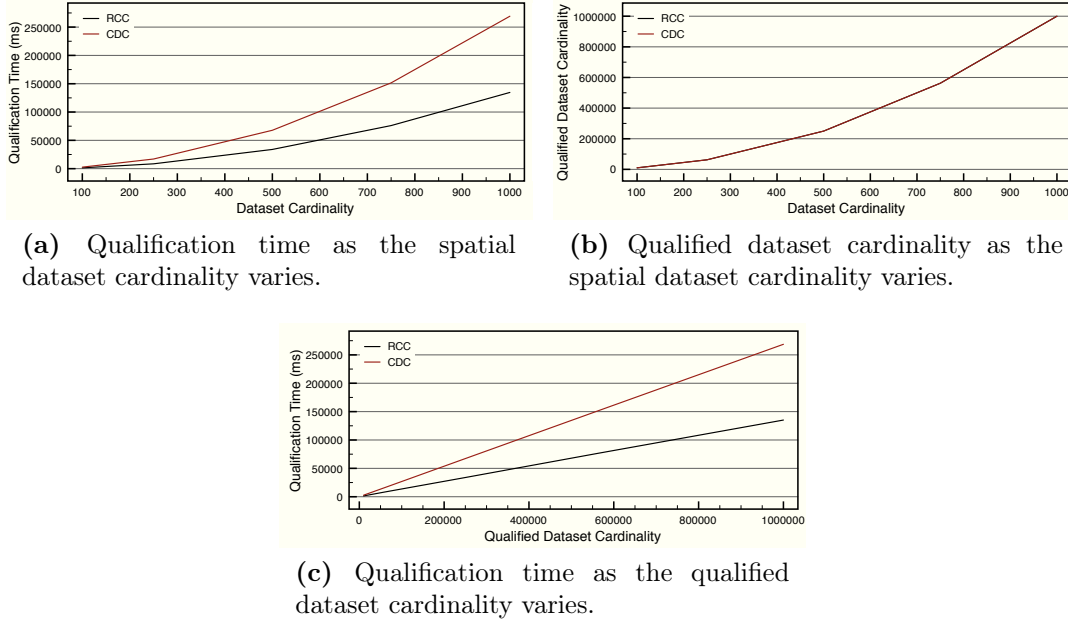 RCC
CDC
250000
200000
150000
100000
50000
0
Qualification Time (ms)
100 200 300 400 500 600 700 800 900 1000
Dataset Cardinality
(a) Qualification time as the spatial
dataset cardinality varies.
RCC
CDC
1000000
800000
600000
400000
200000
0
Qualified Dataset Cardinality
100 200 300 400 500 600 700 800 900 1000
Dataset Cardinality
(b) Qualified dataset cardinality as the
spatial dataset cardinality varies.
RCC
CDC
250000
200000
150000
100000
50000
0
Qualification Time (ms)
0 200000 400000 600000 800000 1000000
Qualified Dataset Cardinality
(c) Qualification time as the qualified
dataset cardinality varies.